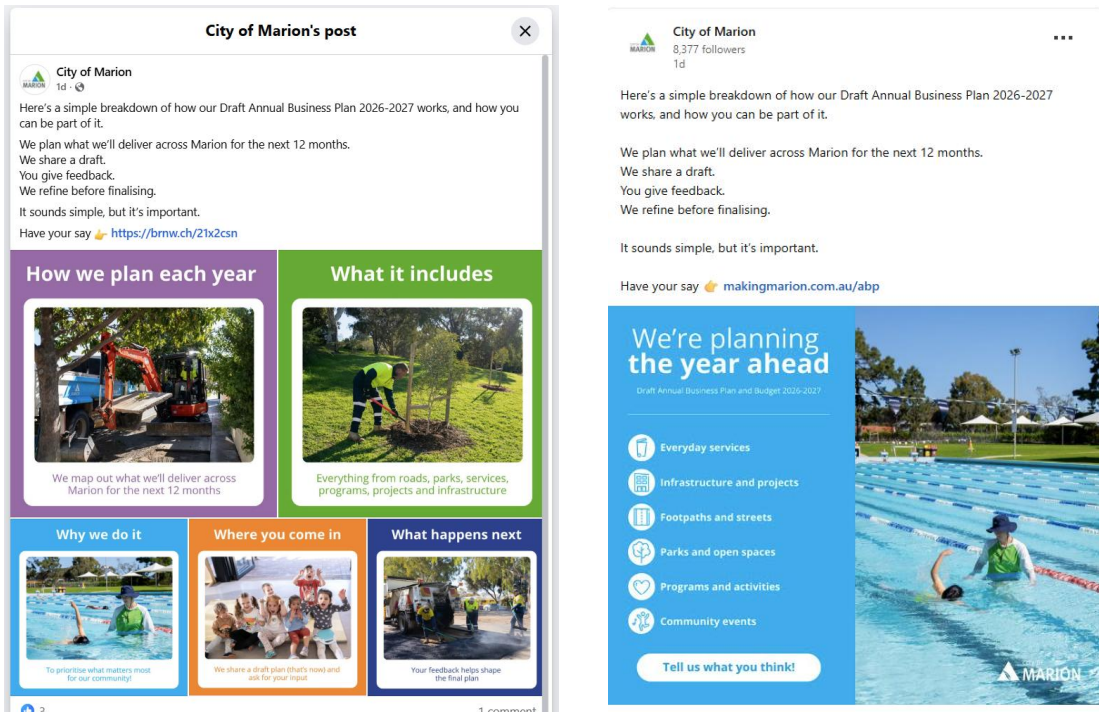 City of Marion's post
MARION
City of Marion
1d
Here's a simple breakdown of how our Draft Annual Business Plan 2026-2027 works, and how you
can be part of it.
We plan what we'll deliver across Marion for the next 12 months.
We share a draft.
You give feedback.
We refine before finalising.
It sounds simple, but it's important.
Have your say 👉 https://brnw.ch/21x2csn
How we plan each year
We map out what we'll deliver across
Marion for the next 12 months
What it includes
Everything from roads, parks, services,
programs, projects and infrastructure
Why we do it
To prioritise what matters most
for our community!
Where you come in
We share a draft plan (that's now) and
ask for your input
What happens next
Your feedback helps shape
the final plan
3
1 comment
MARION
City of Marion
8,377 followers
1d
Here's a simple breakdown of how our Draft Annual Business Plan 2026-2027
works, and how you can be part of it.
We plan what we'll deliver across Marion for the next 12 months.
We share a draft.
You give feedback.
We refine before finalising.
It sounds simple, but it's important.
Have your say 👉 makingmarion.com.au/abp
We're planning
the year ahead
Draft Annual Business Plan and Budget 2026-2027
Everyday services
Infrastructure and projects
Footpaths and streets
Parks and open spaces
Programs and activities
Community events
Tell us what you think!
MARION